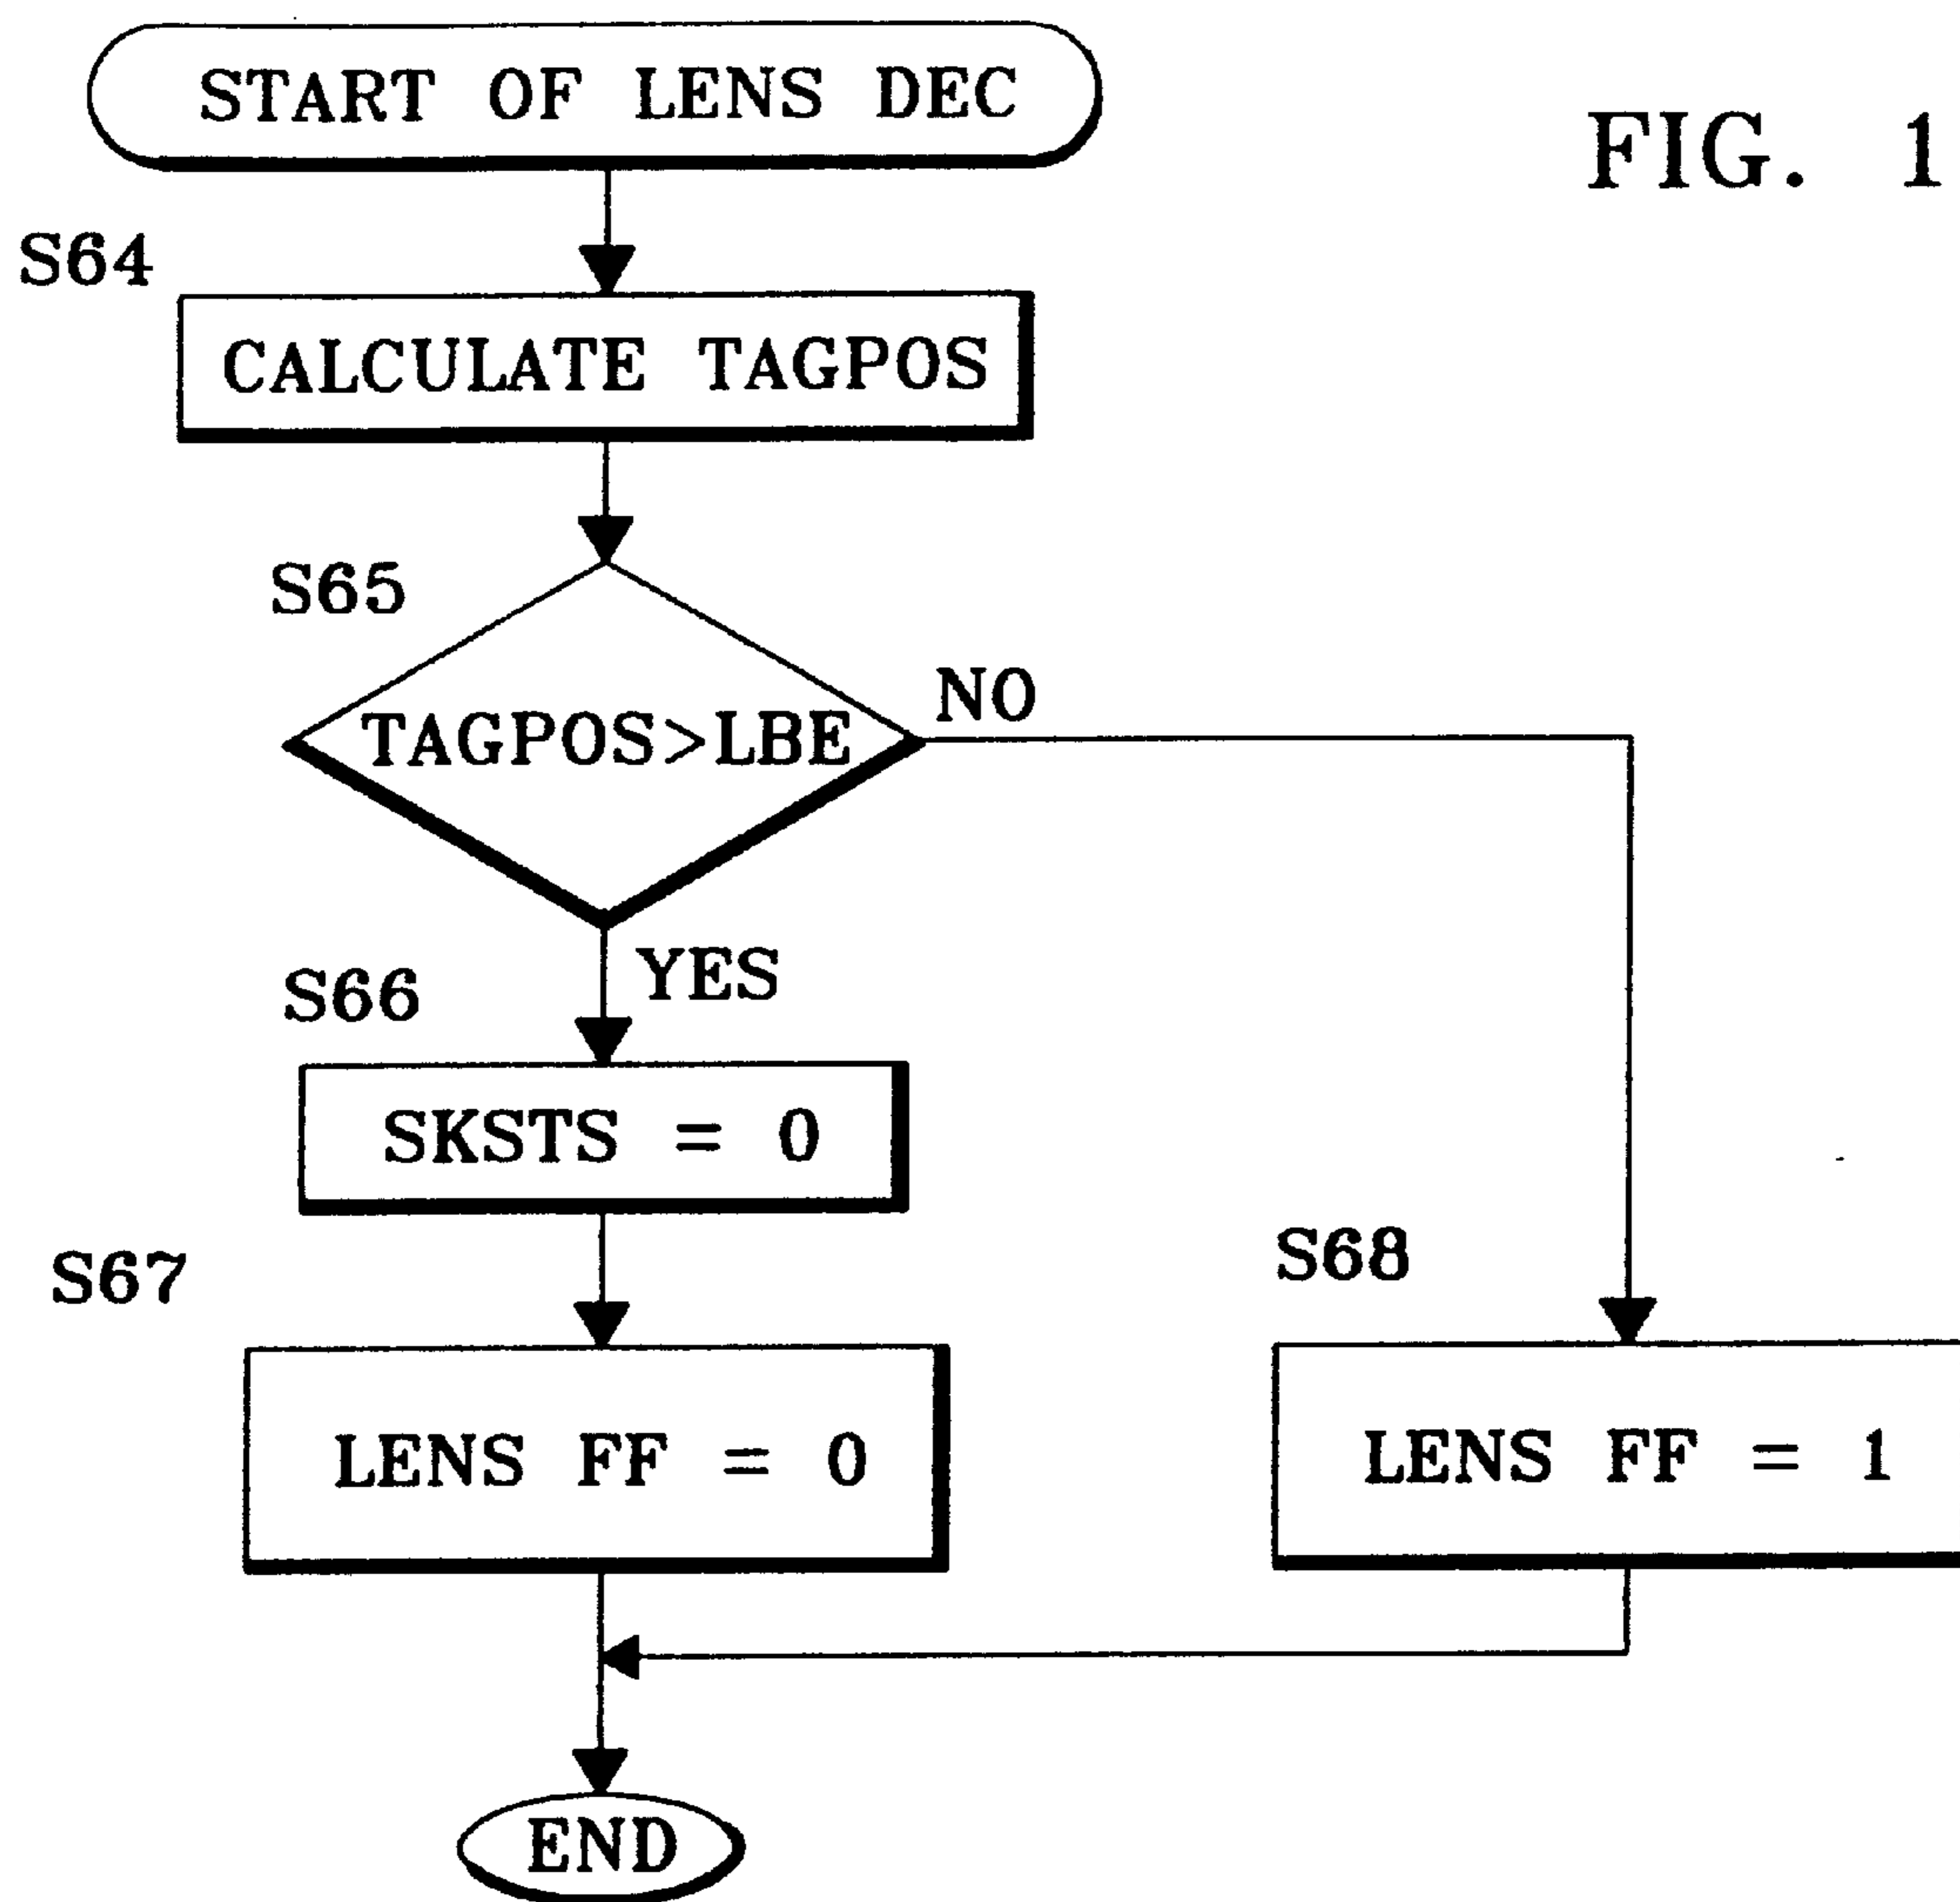 START OF LENS DEC
FIG. 1
S64
CALCULATE TAGPOS
S65
TAGPOS>LBE
NO
YES
S66
SKSTS = 0
S67
S68
LENS FF = 0
LENS FF = 1
END